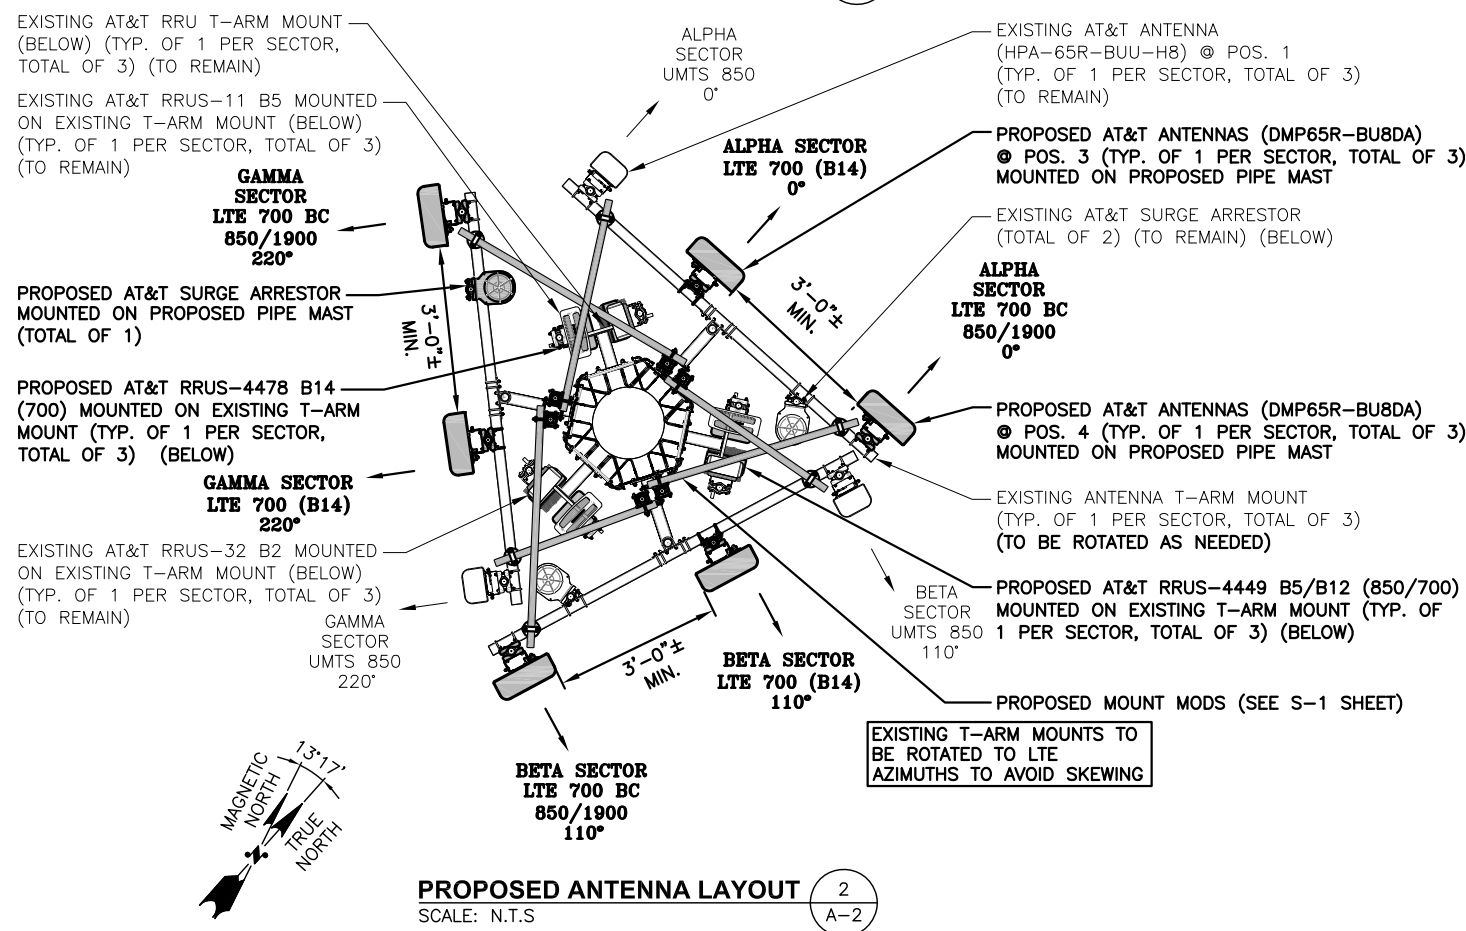 EXISTING AT&T RRU T-ARM MOUNT
(BELOW) (TYP. OF 1 PER SECTOR,
TOTAL OF 3) (TO REMAIN)
EXISTING AT&T RRUS-11 B5 MOUNTED
ON EXISTING T-ARM MOUNT (BELOW)
(TYP. OF 1 PER SECTOR, TOTAL OF 3)
(TO REMAIN)
GAMMA
SECTOR
LTE 700 BC
850/1900
220°
PROPOSED AT&T SURGE ARRESTOR
MOUNTED ON PROPOSED PIPE MAST
(TOTAL OF 1)
PROPOSED AT&T RRUS-4478 B14
(700) MOUNTED ON EXISTING T-ARM
MOUNT (TYP. OF 1 PER SECTOR,
TOTAL OF 3) (BELOW)
GAMMA SECTOR
LTE 700 (B14)
220°
EXISTING AT&T RRUS-32 B2 MOUNTED
ON EXISTING T-ARM MOUNT (BELOW)
(TYP. OF 1 PER SECTOR, TOTAL OF 3)
(TO REMAIN)
GAMMA
SECTOR
UMTS 850
220°
3'-0"±
MIN.
ALPHA
SECTOR
UMTS 850
0°
ALPHA SECTOR
LTE 700 (B14)
0°
3'-0"±
MIN.
EXISTING AT&T ANTENNA
(HPA-65R-BUU-H8) @ POS. 1
(TYP. OF 1 PER SECTOR, TOTAL OF 3)
(TO REMAIN)
PROPOSED AT&T ANTENNAS (DMP65R-BU8DA)
@ POS. 3 (TYP. OF 1 PER SECTOR, TOTAL OF 3)
MOUNTED ON PROPOSED PIPE MAST
EXISTING AT&T SURGE ARRESTOR
(TOTAL OF 2) (TO REMAIN) (BELOW)
ALPHA
SECTOR
LTE 700 BC
850/1900
0°
PROPOSED AT&T ANTENNAS (DMP65R-BU8DA)
@ POS. 4 (TYP. OF 1 PER SECTOR, TOTAL OF 3)
MOUNTED ON PROPOSED PIPE MAST
EXISTING ANTENNA T-ARM MOUNT
(TYP. OF 1 PER SECTOR, TOTAL OF 3)
(TO BE ROTATED AS NEEDED)
PROPOSED AT&T RRUS-4449 B5/B12 (850/700)
MOUNTED ON EXISTING T-ARM MOUNT (TYP. OF
1 PER SECTOR, TOTAL OF 3) (BELOW)
BETA
SECTOR
UMTS 850
110°
PROPOSED MOUNT MODS (SEE S-1 SHEET)
EXISTING T-ARM MOUNTS TO
BE ROTATED TO LTE
AZIMUTHS TO AVOID SKEWING
3'-0"±
MIN.
BETA SECTOR
LTE 700 (B14)
110°
BETA SECTOR
LTE 700 BC
850/1900
110°
13°17'
MAGNETIC
NORTH
TRUE
NORTH
N
PROPOSED ANTENNA LAYOUT
2
A-2
SCALE: N.T.S